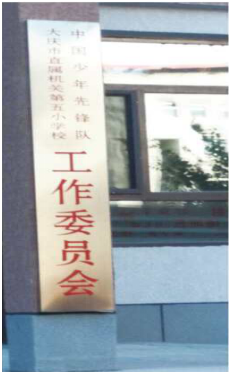 中国少年先锋队
大庆市直属机关第五小学校
工作委员会